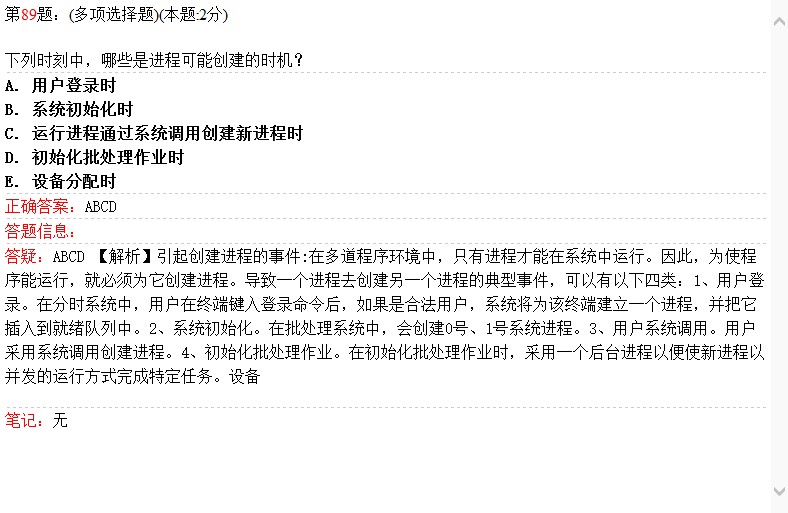 第89题: (多项选择题)(本题:2分)
下列时刻中，哪些是进程可能创建的时机？
A. 用户登录时
B. 系统初始化时
C. 运行进程通过系统调用创建新进程时
D. 初始化批处理作业时
E. 设备分配时
正确答案：ABCD
答题信息：
答疑：ABCD 【解析】引起创建进程的事件:在多道程序环境中，只有进程才能在系统中运行。因此，为使程
序能运行，就必须为它创建进程。导致一个进程去创建另一个进程的典型事件，可以有以下四类：1、用户登
录。在分时系统中，用户在终端键入登录命令后，如果是合法用户，系统将为该终端建立一个进程，并把它
插入到就绪队列中。2、系统初始化。在批处理系统中，会创建0号、1号系统进程。3、用户系统调用。用户
采用系统调用创建进程。4、初始化批处理作业。在初始化批处理作业时，采用一个后台进程以便使新进程以
并发的运行方式完成特定任务。设备
笔记：无